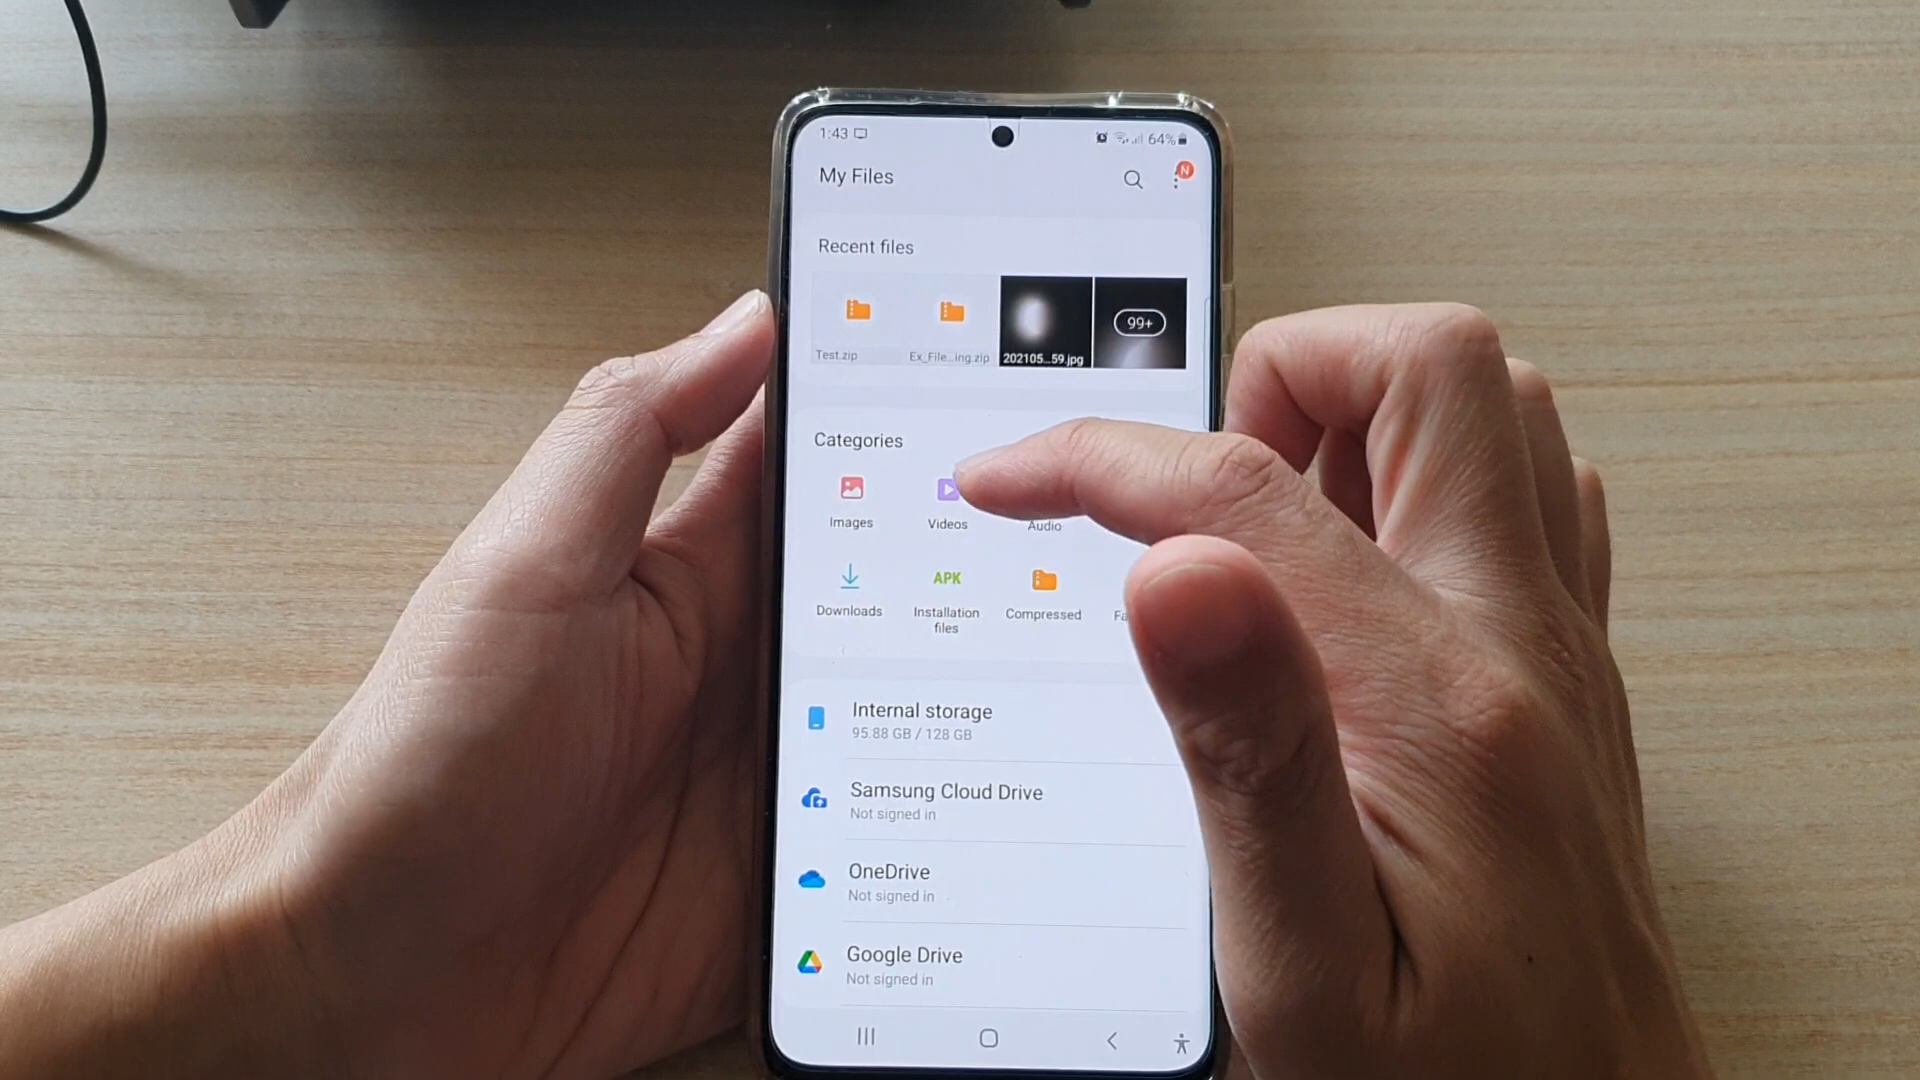 1:43
64%
My Files
N
Recent files
99+
Test.zip
Ex_File...ing.zip
202105...59.jpg
Categories
Images
Videos
Audio
Downloads
APK
Installation
files
Compressed
Internal storage
95.88 GB / 128 GB
Samsung Cloud Drive
Not signed in
OneDrive
Not signed in
Google Drive
Not signed in